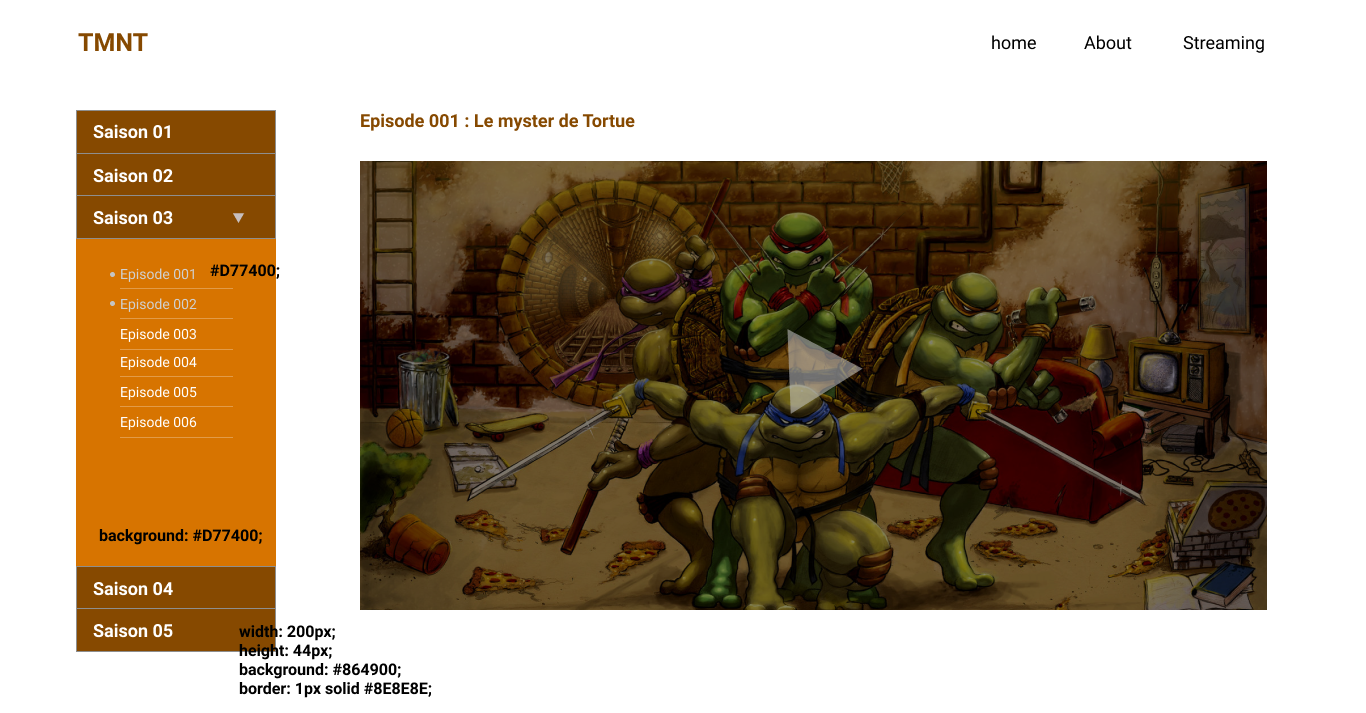 TMNT
home About Streaming
Saison 01
Saison 02
Saison 03
Episode 001 #D77400;
Episode 002
Episode 003
Episode 004
Episode 005
Episode 006
background: #D77400;
Saison 04
Saison 05
width: 200px;
height: 44px;
background: #864900;
border: 1px solid #8E8E8E;
Episode 001 : Le myster de Tortue